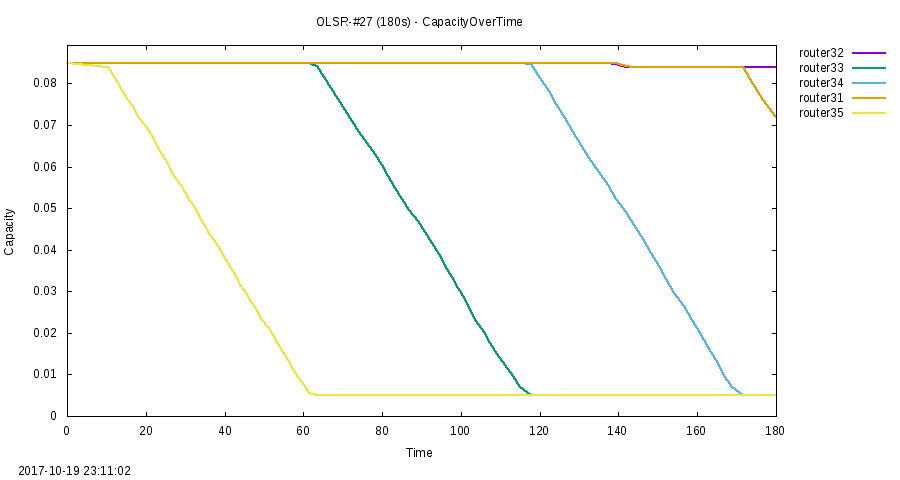 OLSR-#27 (180s) - CapacityOverTime
router32
router33
router34
router31
router35
0.08
0.07
0.06
0.05
0.04
0.03
0.02
0.01
0
Capacity
0 20 40 60 80 100 120 140 160 180
Time
2017-10-19 23:11:02